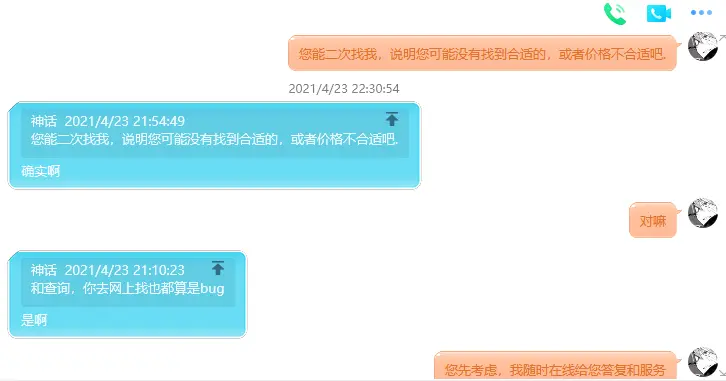 您能二次找我，说明您可能没有找到合适的，或者价格不合适吧.
2021/4/23 22:30:54
神话 2021/4/23 21:54:49
您能二次找我，说明您可能没有找到合适的，或者价格不合适吧.
确实啊
对嘛
神话 2021/4/23 21:10:23
和查询，你去网上找也都算是bug
是啊
您先考虑，我随时在线给您答复和服务